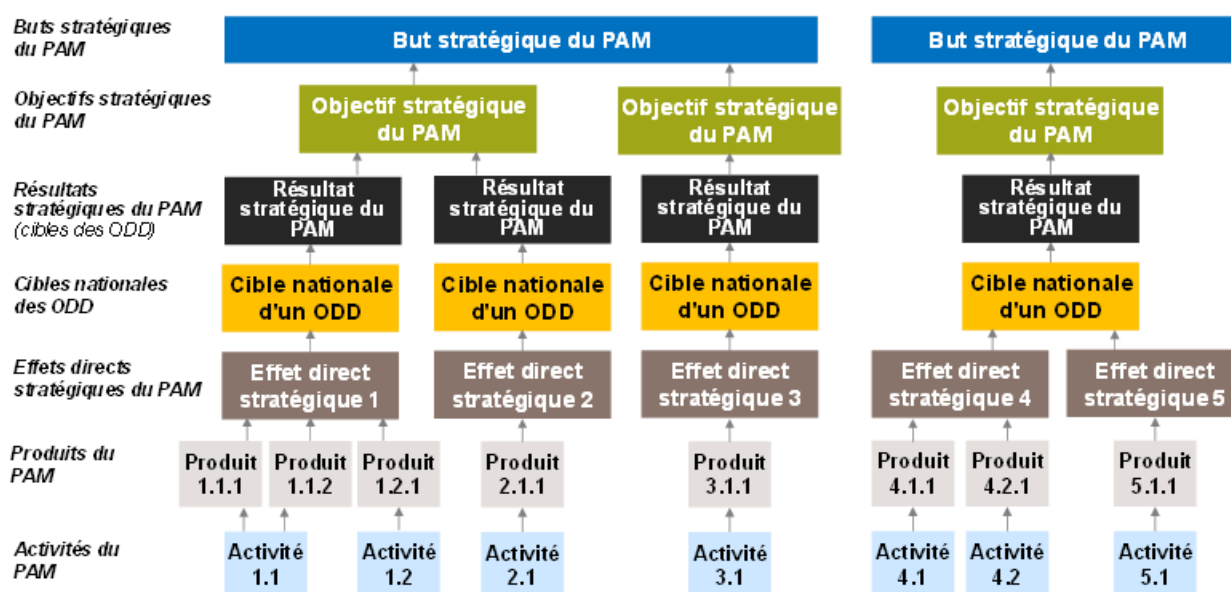 Buts stratégiques
du PAM
But stratégique du PAM
But stratégique du PAM
Objectifs stratégiques
du PAM
Objectif stratégique
du PAM
Objectif stratégique
du PAM
Objectif stratégique
du PAM
Résultats
stratégiques du PAM
(cibles des ODD)
Résultat
stratégique du
PAM
Résultat
stratégique du
PAM
Résultat
stratégique du
PAM
Résultat
stratégique du
PAM
Cibles nationales
des ODD
Cible nationale
d'un ODD
Cible nationale
d'un ODD
Cible nationale
d'un ODD
Cible nationale
d'un ODD
Effets directs
stratégiques du PAM
Effet direct
stratégique 1
Effet direct
stratégique 2
Effet direct
stratégique 3
Effet direct
stratégique 4
Effet direct
stratégique 5
Produits du
PAM
Produit
1.1.1
Produit
1.1.2
Produit
1.2.1
Produit
2.1.1
Produit
3.1.1
Produit
4.1.1
Produit
4.2.1
Produit
5.1.1
Activités du
PAM
Activité
1.1
Activité
1.2
Activité
2.1
Activité
3.1
Activité
4.1
Activité
4.2
Activité
5.1